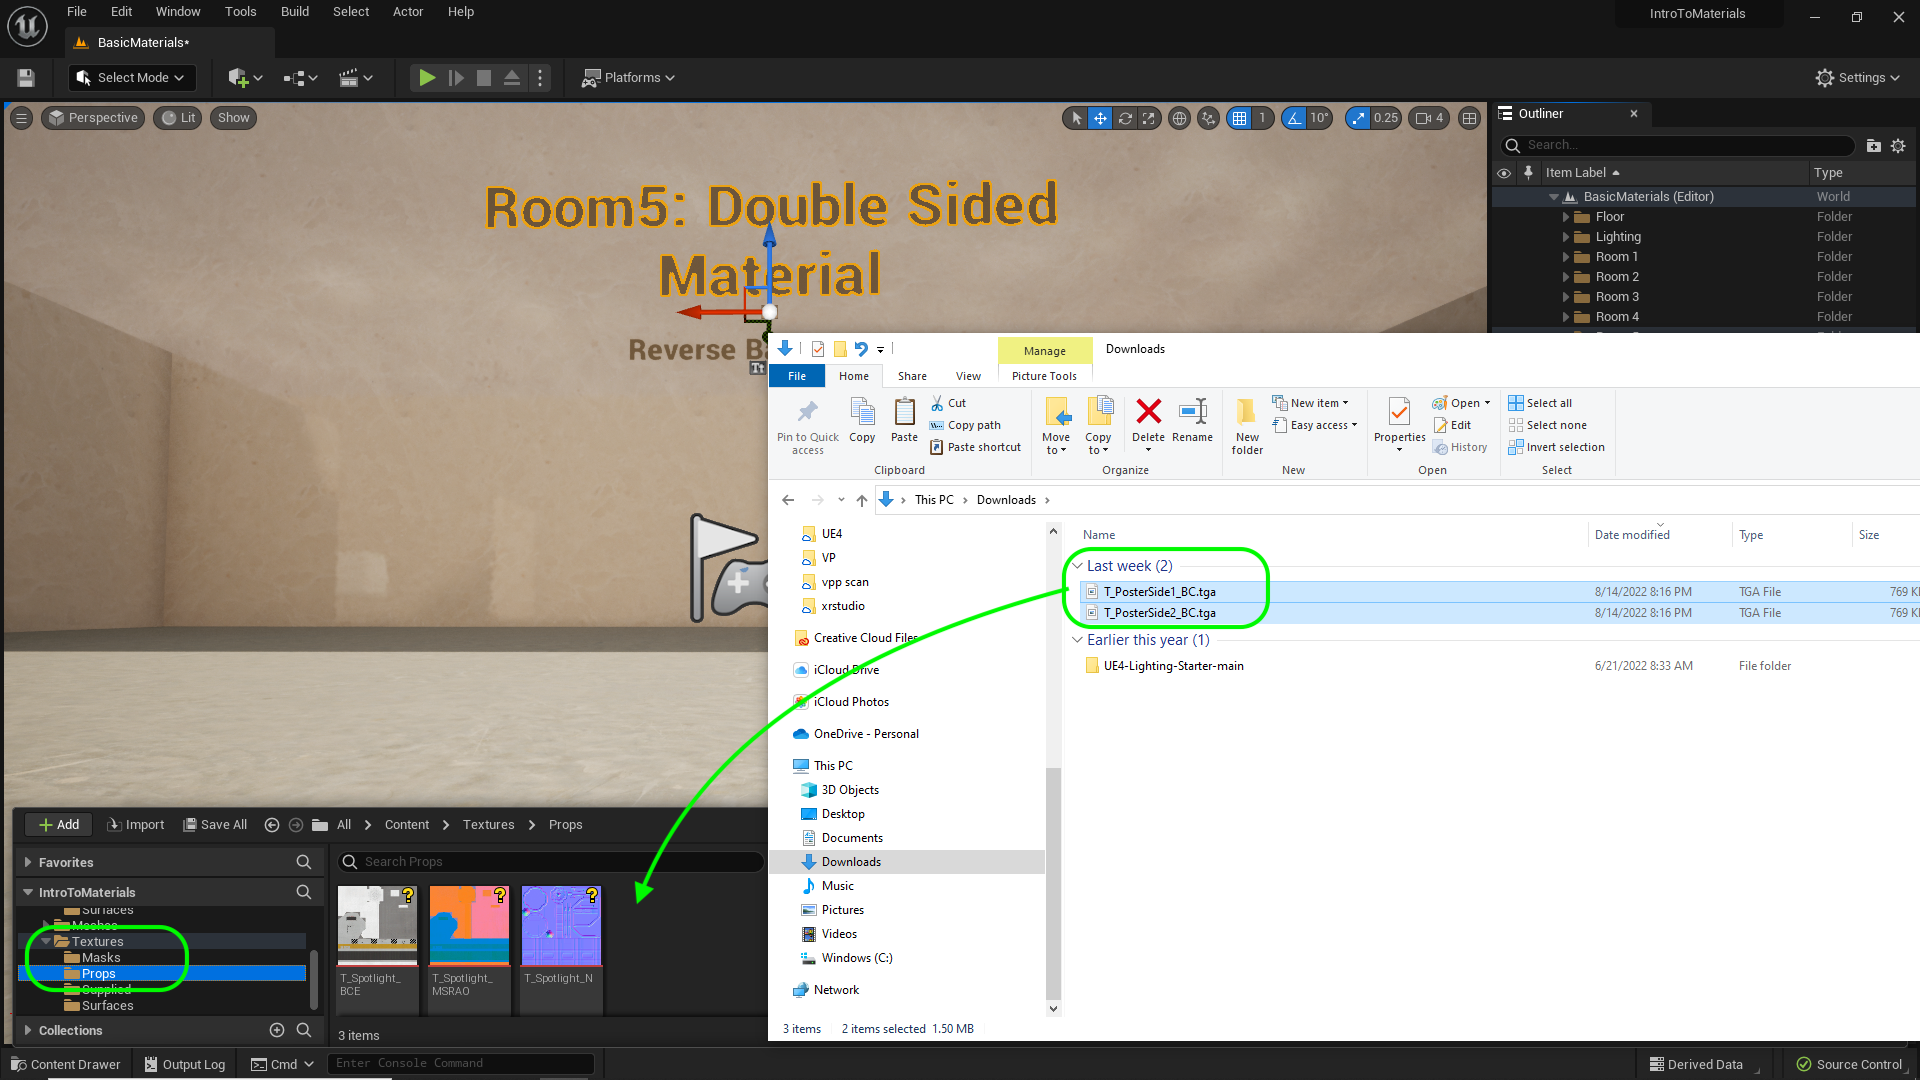 File Edit Window Tools Build Select Actor Help
IntroToMaterials
BasicMaterials*
Select Mode
Platforms
Settings
Perspective Lit Show
1 10° 0.25 4
Room5: Double Sided
Material
Reverse Ba
Tt
Outliner
Search...
Item Label Type
BasicMaterials (Editor) World
Floor Folder
Lighting Folder
Room 1 Folder
Room 2 Folder
Room 3 Folder
Room 4 Folder
Manage Downloads
File Home Share View Picture Tools
Pin to Quick
access
Copy
Paste
Cut
Copy path
Paste shortcut
Clipboard
Move
to
Copy
to
Delete
Rename
Organize
New
folder
New item
Easy access
New
Properties
Open
Edit
History
Open
Select all
Select none
Invert selection
Select
This PC Downloads
UE4
VP
vpp scan
xrstudio
Creative Cloud Files
iCloud Drive
iCloud Photos
OneDrive - Personal
This PC
3D Objects
Desktop
Documents
Downloads
Music
Pictures
Videos
Windows (C:)
Network
Name Date modified Type Size
Last week (2)
T_PosterSide1_BC.tga 8/14/2022 8:16 PM TGA File 769 K
T_PosterSide2_BC.tga 8/14/2022 8:16 PM TGA File 769 K
Earlier this year (1)
UE4-Lighting-Starter-main 6/21/2022 8:33 AM File folder
3 items 2 items selected 1.50 MB
Add Import Save All All Content Textures Props
Favorites
IntroToMaterials
Surfaces
Meshes
Textures
Masks
Props
Supplied
Surfaces
Collections
Search Props
T_Spotlight_
BCE
T_Spotlight_
MSRAO
T_Spotlight_N
3 items
Content Drawer Output Log Cmd Enter Console Command Derived Data Source Control